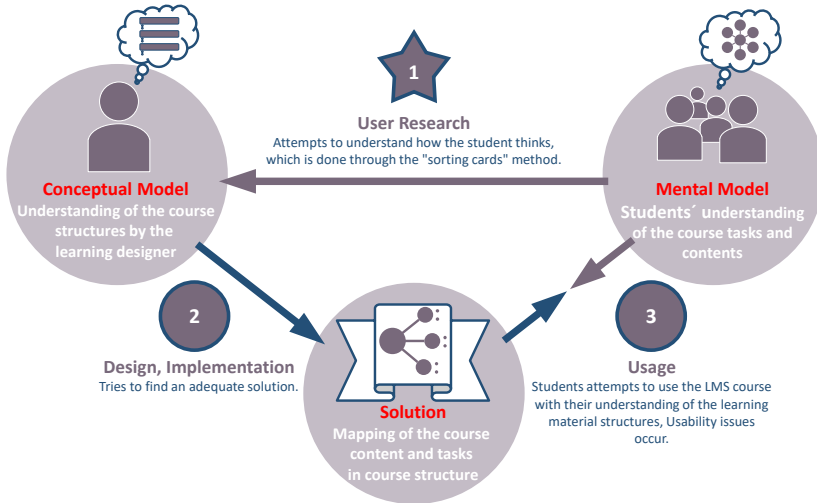 1
User Research
Attempts to understand how the student thinks,
which is done through the "sorting cards" method.
Conceptual Model
Understanding of the course
structures by the
learning designer
Mental Model
Students´ understanding
of the course tasks and
contents
2
Design, Implementation
Tries to find an adequate solution.
3
Usage
Students attempts to use the LMS course
with their understanding of the learning
material structures, Usability issues
occur.
Solution
Mapping of the course
content and tasks
in course structure